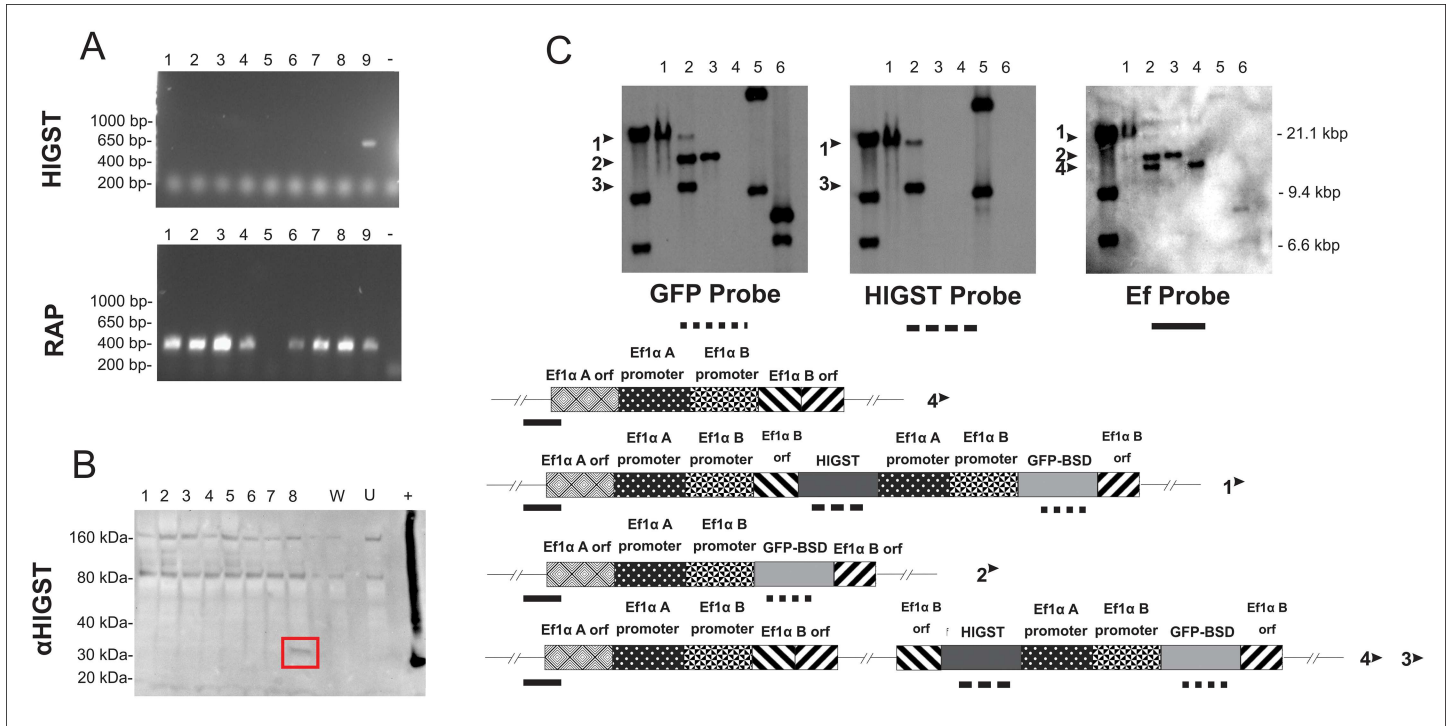 A
1 2 3 4 5 6 7 8 9 -
HIGST
1000 bp-
650 bp-
400 bp-
200 bp-
1 2 3 4 5 6 7 8 9 -
RAP
1000 bp-
650 bp-
400 bp-
200 bp-
B
1 2 3 4 5 6 7 8 W U +
αHIGST
160 kDa-
80 kDa-
40 kDa-
30 kDa-
20 kDa-
C
1 2 3 4 5 6
1
2
3
GFP Probe
1 2 3 4 5 6
1
3
HIGST Probe
1 2 3 4 5 6
1
2
4
- 21.1 kbp
- 9.4 kbp
- 6.6 kbp
Ef Probe
Ef1α A Ef1α B
Ef1α A orf promoter promoter Ef1α B orf
4
Ef1α A Ef1α B Ef1α B Ef1α A Ef1α B Ef1α B
Ef1α A orf promoter promoter orf HIGST promoter promoter GFP-BSD orf
1
Ef1α A Ef1α B
Ef1α A orf promoter promoter GFP-BSD Ef1α B orf
2
Ef1α A Ef1α B Ef1α B Ef1α A Ef1α B Ef1α B
Ef1α A orf promoter promoter Ef1α B orf orf HIGST promoter promoter GFP-BSD orf
4 3